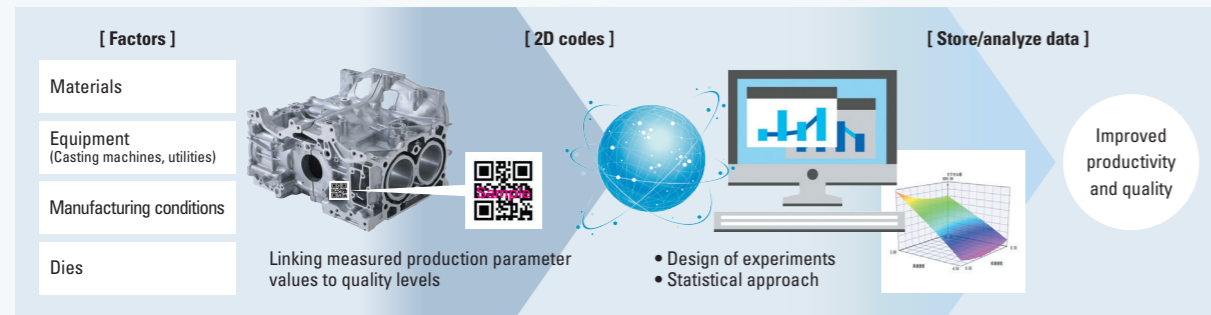 [ Factors ]
[ 2D codes ]
[ Store/analyze data ]
Materials
Equipment
(Casting machines, utilities)
Manufacturing conditions
Dies
Sample
Linking measured production parameter
values to quality levels
• Design of experiments
• Statistical approach
Improved
productivity
and quality